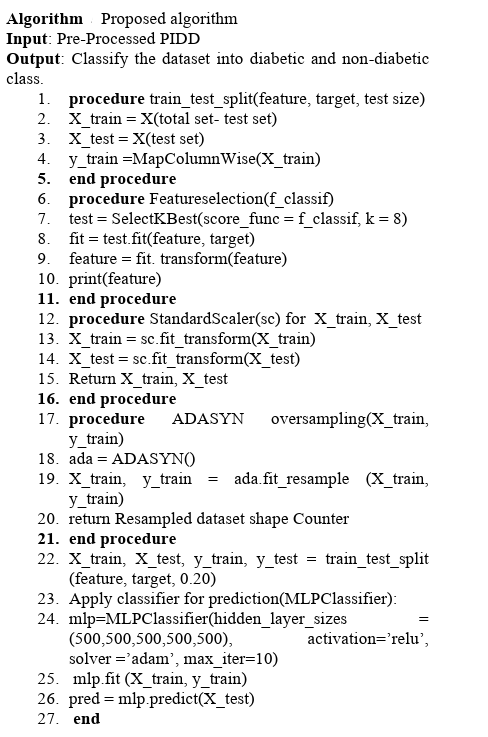 Algorithm Proposed algorithm
Input: Pre-Processed PIDD
Output: Classify the dataset into diabetic and non-diabetic
class.
1. procedure train_test_split(feature, target, test size)
2. X_train = X(total set- test set)
3. X_test = X(test set)
4. y_train =MapColumnWise(X_train)
5. end procedure
6. procedure Featureselection(f_classif)
7. test = SelectKBest(score_func = f_classif, k = 8)
8. fit = test.fit(feature, target)
9. feature = fit. transform(feature)
10. print(feature)
11. end procedure
12. procedure StandardScaler(sc) for X_train, X_test
13. X_train = sc.fit_transform(X_train)
14. X_test = sc.fit_transform(X_test)
15. Return X_train, X_test
16. end procedure
17. procedure ADASYN oversampling(X_train,
y_train)
18. ada = ADASYN()
19. X_train, y_train = ada.fit_resample (X_train,
y_train)
20. return Resampled dataset shape Counter
21. end procedure
22. X_train, X_test, y_train, y_test = train_test_split
(feature, target, 0.20)
23. Apply classifier for prediction(MLPClassifier):
24. mlp=MLPClassifier(hidden_layer_sizes =
(500,500,500,500,500), activation=’relu’,
solver =’adam’, max_iter=10)
25. mlp.fit (X_train, y_train)
26. pred = mlp.predict(X_test)
27. end